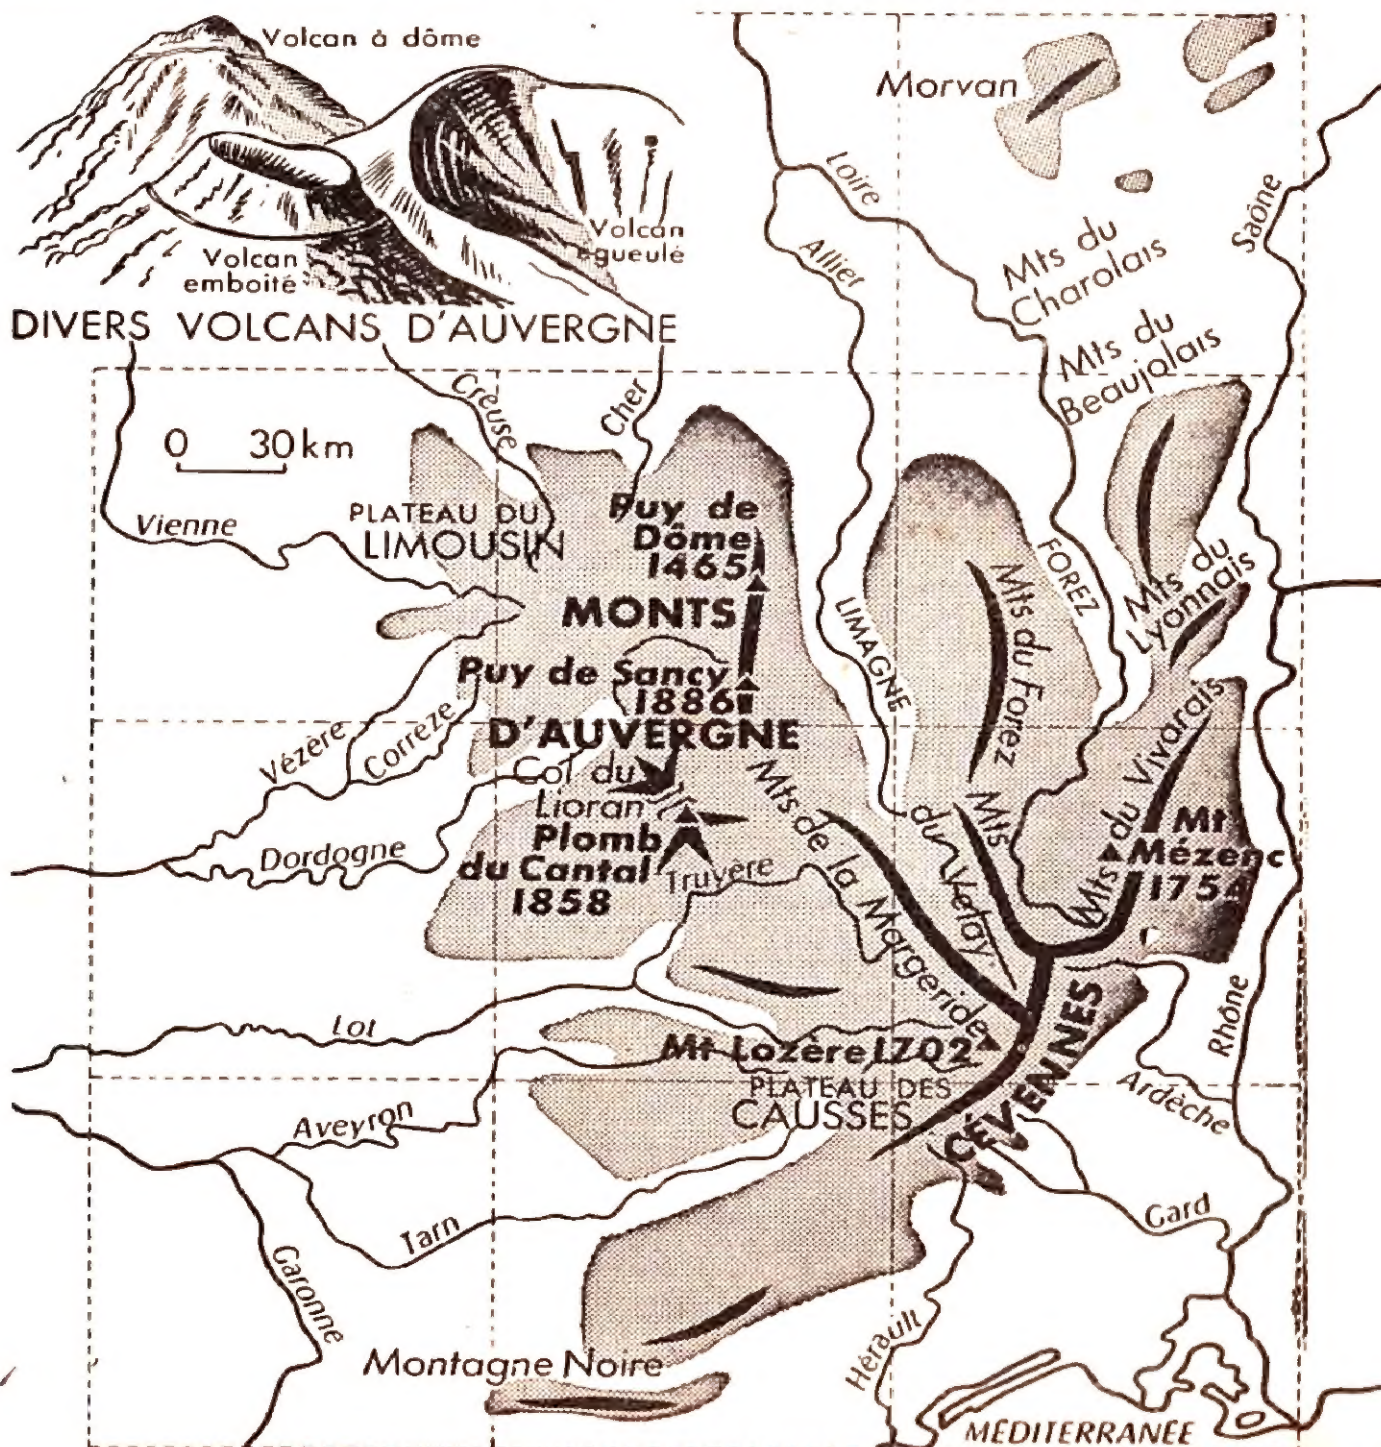 Volcan à dôme
Volcan
égueulé
Volcan
emboité
DIVERS VOLCANS D'AUVERGNE
Morvan
Loire
Allier
Saône
Mts du
Charolais
Mts du
Beaujolais
Creuse
Cher
0 30 km
Vienne
PLATEAU DU
LIMOUSIN
Puy de
Dôme
1465
MONTS
LIMAGNE
Mts du Forez
FOREZ
Mts du
Lyonnais
Puy de Sancy
1886
D'AUVERGNE
Vézère
Correze
Col du
Lioran
Plomb
du Cantal
1858
Dordogne
Truyère
Mts de la Margeride
Mts
du Velay
Mts du Vivarais
Mt
Mézenc
1754
Lot
Mt Lozère 1702
PLATEAU DES
CAUSSES
CÉVENNES
Rhône
Ardèche
Aveyron
Tarn
Garonne
Gard
Hérault
Montagne Noire
MÉDITERRANÉE